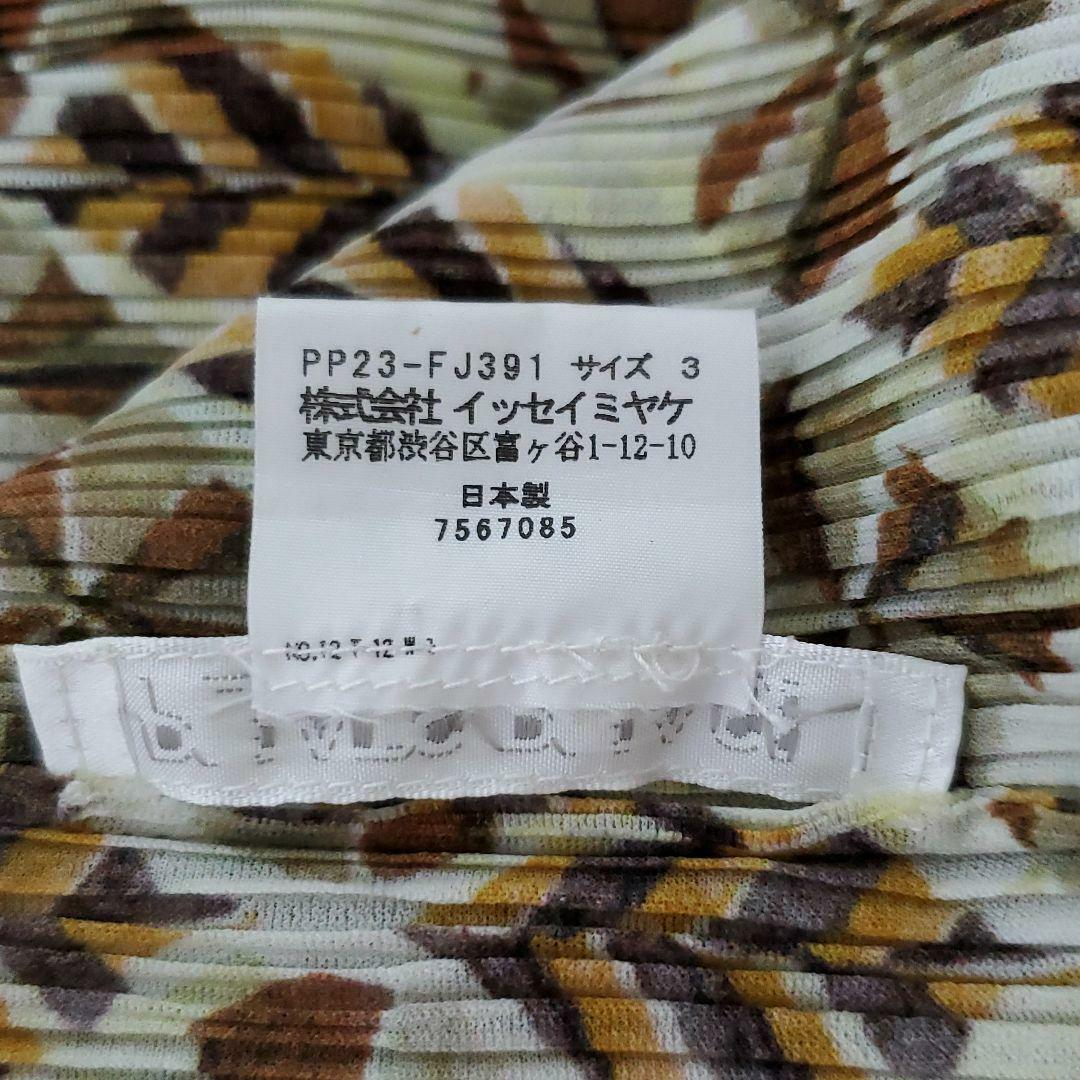 PP23-FJ391 サイズ 3
株式会社 イッセイミヤケ
東京都渋谷区富ヶ谷1-12-10
日本製
7567085